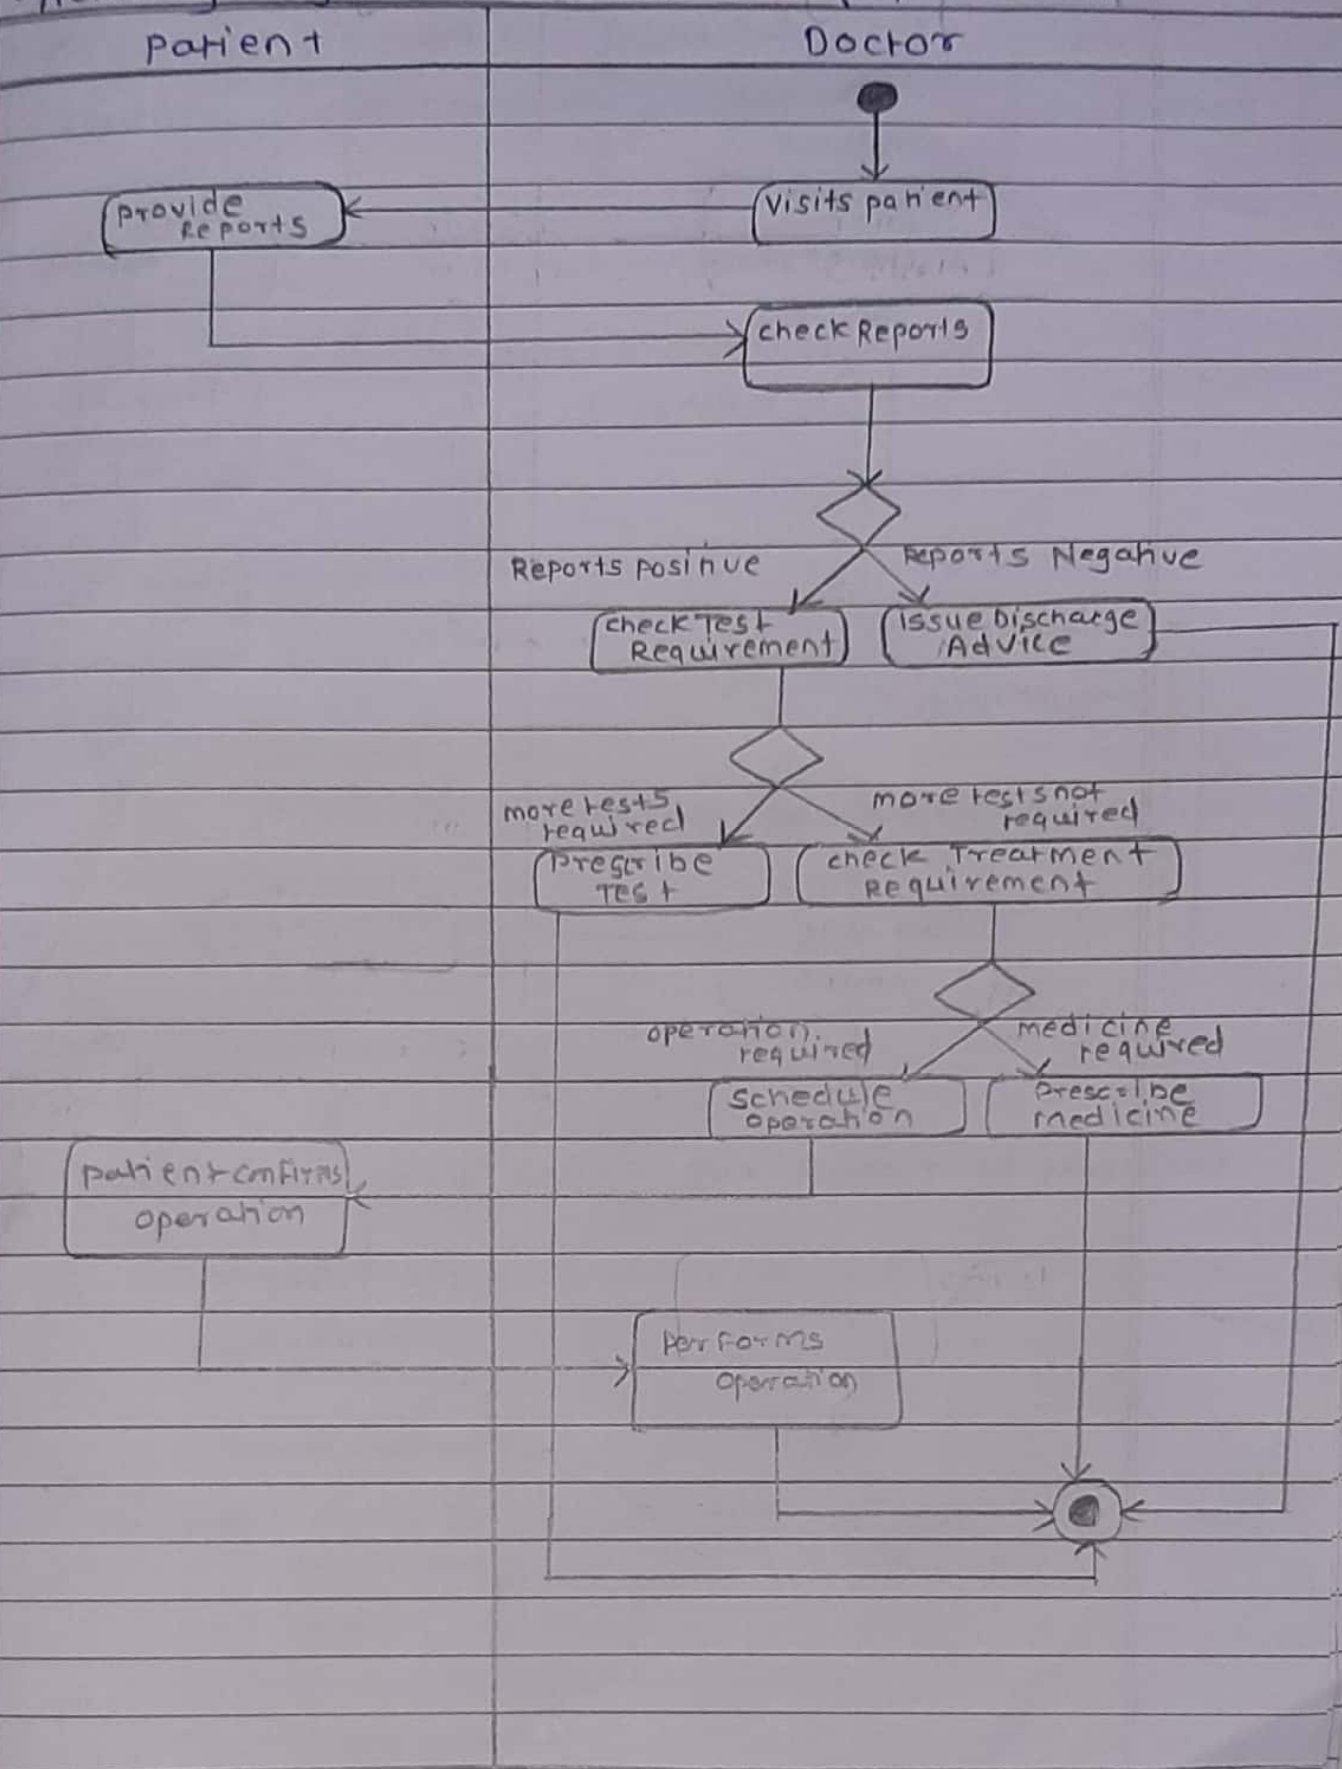 Patient
Doctor
Visits patient
Provide
Reports
check Reports
Reports positive
Reports Negative
check Test
Requirement
Issue Discharge
Advice
more tests
required
more tests not
required
Prescribe
Test
check Treatment
Requirement
operation
required
medicine
required
Schedule
operation
Prescribe
medicine
patient confirms
operation
Performs
operation